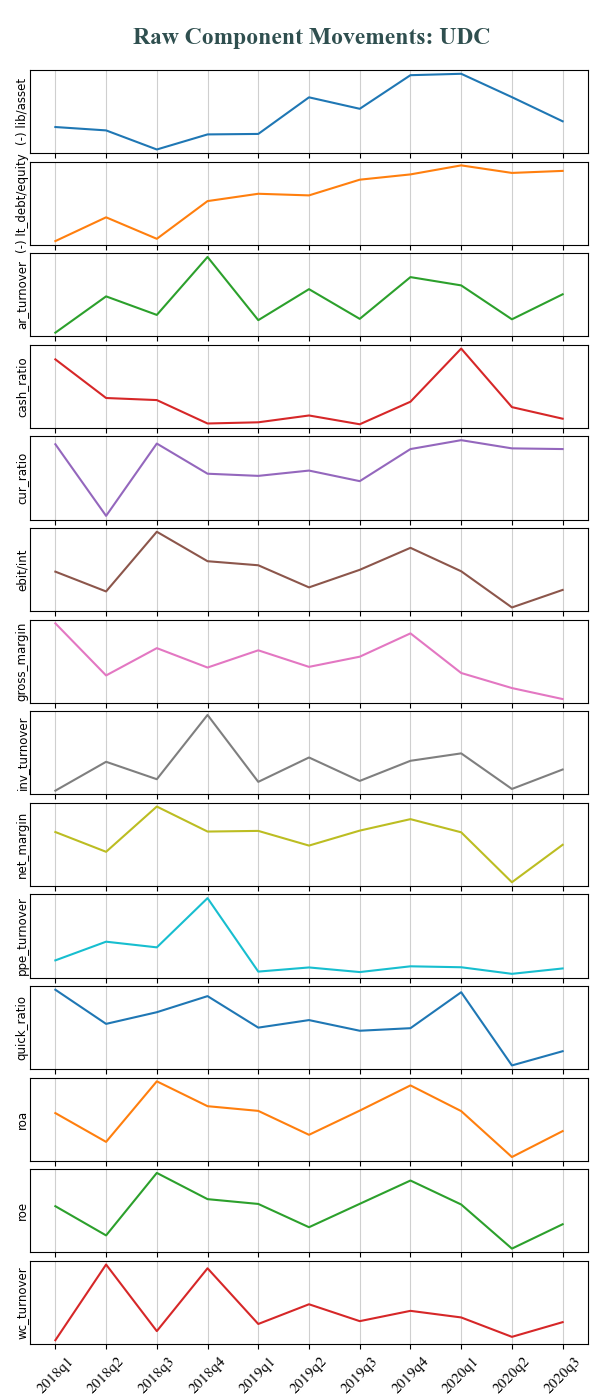 Raw Component Movements: UDC
(-) lib/asset
(-) lt_debt/equity
ar_turnover
cash_ratio
cur_ratio
ebit/int
gross_margin
inv_turnover
net_margin
ppe_turnover
quick_ratio
roa
roe
wc_turnover
2018q1 2018q2 2018q3 2018q4 2019q1 2019q2 2019q3 2019q4 2020q1 2020q2 2020q3